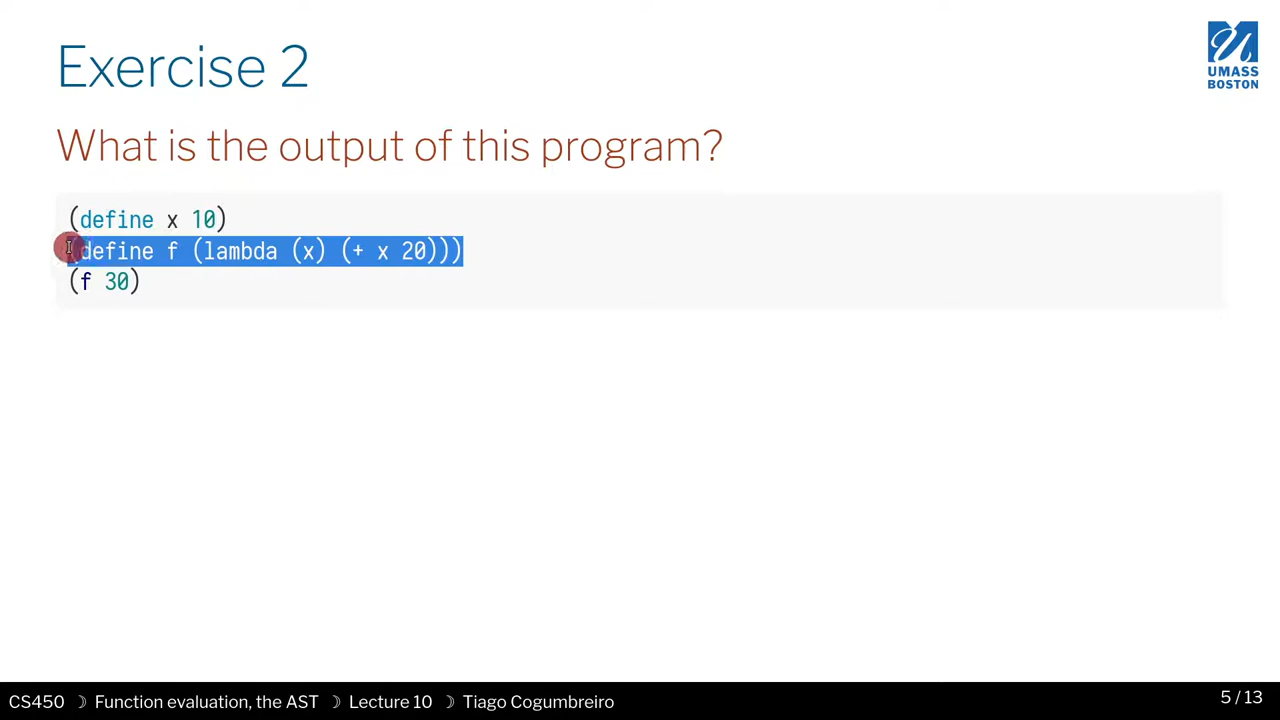 Exercise 2
UMASS
BOSTON
What is the output of this program?
(define x 10)
(define f (lambda (x) (+ x 20)))
(f 30)
CS450 ☽ Function evaluation, the AST ☽ Lecture 10 ☽ Tiago Cogumbreiro
5 / 13